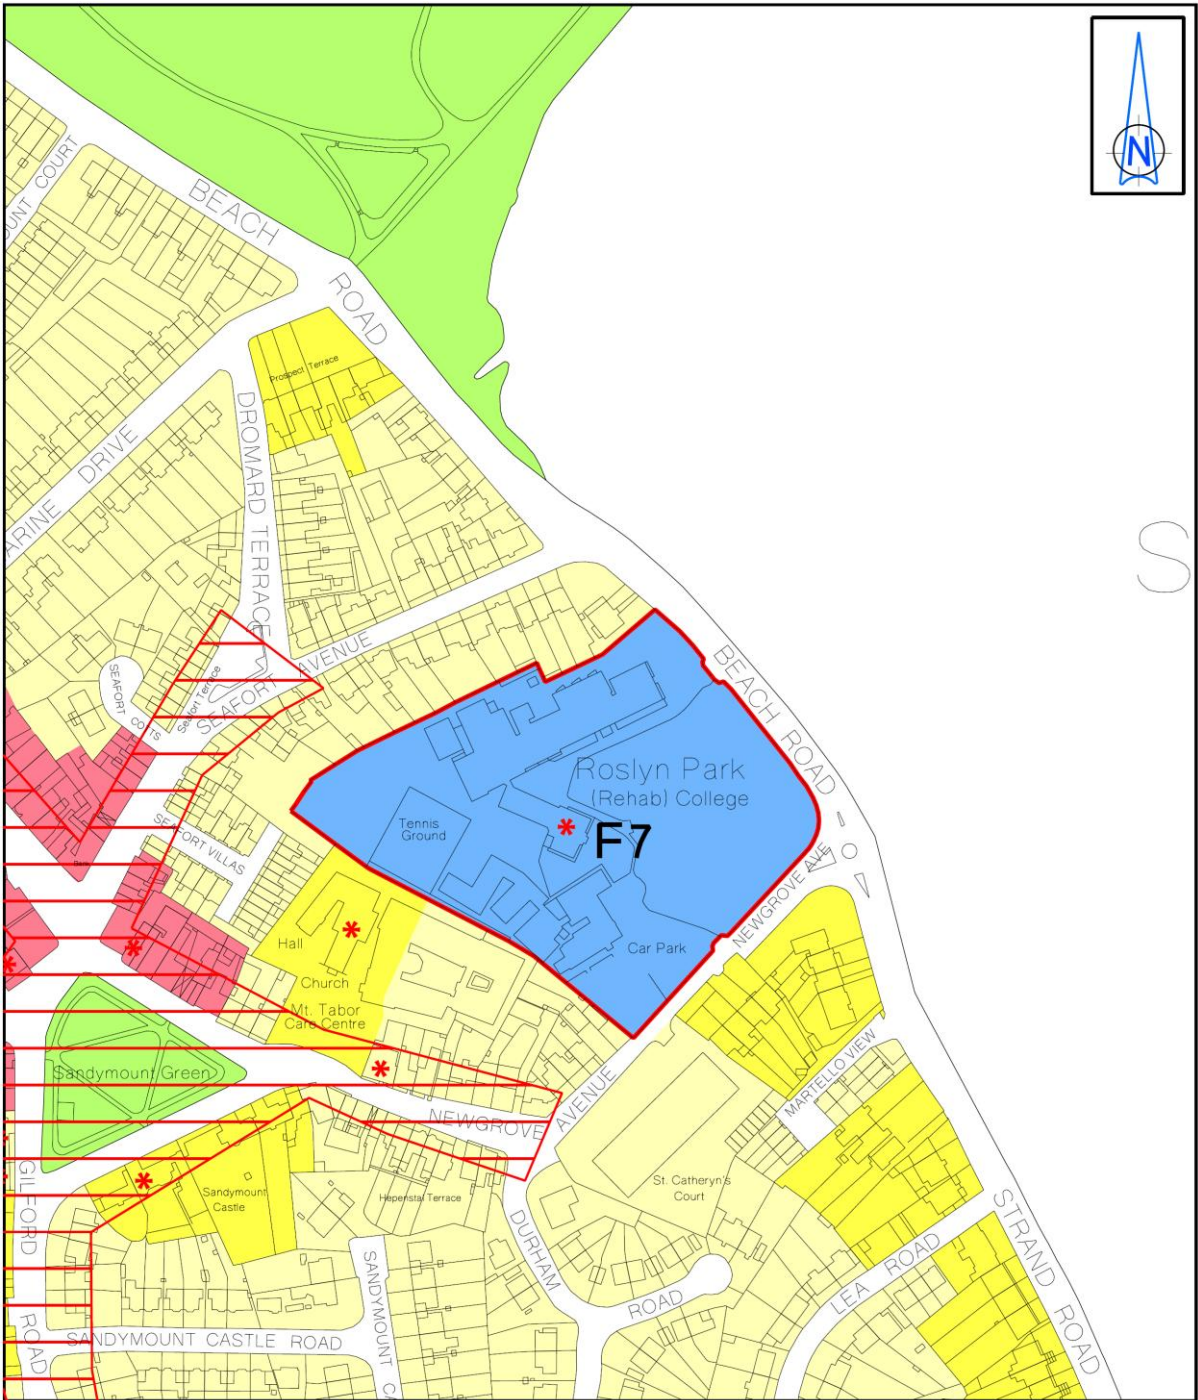 N
OUNT COURT
BEACH
ROAD
Prospect Terrace
ARINE DRIVE
DROMARD TERRACE
S
SEAFORT AVENUE
SEAFORT COTTS
Seafort Terrace
BEACH ROAD
Roslyn Park
(Rehab) College
F7
Tennis
Ground
SEAFORT VILLAS
NEWGROVE AVE
Car Park
Hall
Church
Mt. Tabor
Care Centre
Sandymount Green
MARTELLO VIEW
NEWGROVE
AVENUE
St. Catheryn's
Court
Sandymount
Castle
Hepenstal Terrace
GILFORD
ROAD
DURHAM
ROAD
LEA ROAD
STRAND ROAD
SANDYMOUNT CASTLE ROAD
SANDYMOUNT CA